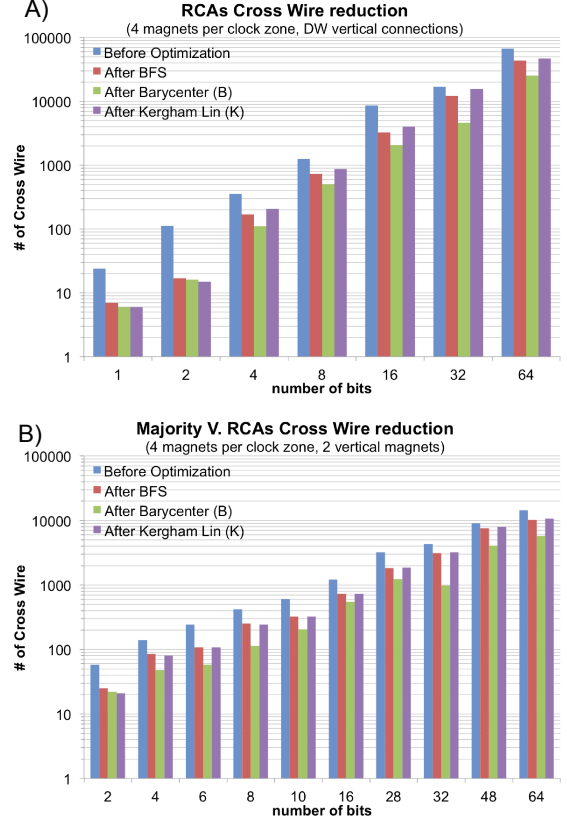 A)
RCAs Cross Wire reduction
(4 magnets per clock zone, DW vertical connections)
100000
10000
1000
100
10
1
# of Cross Wire
Before Optimization
After BFS
After Barycenter (B)
After Kergham Lin (K)
1 2 4 8 16 32 64
number of bits
B)
Majority V. RCAs Cross Wire reduction
(4 magnets per clock zone, 2 vertical magnets)
100000
10000
1000
100
10
1
# of Cross Wire
Before Optimization
After BFS
After Barycenter (B)
After Kergham Lin (K)
2 4 6 8 10 16 28 32 48 64
number of bits